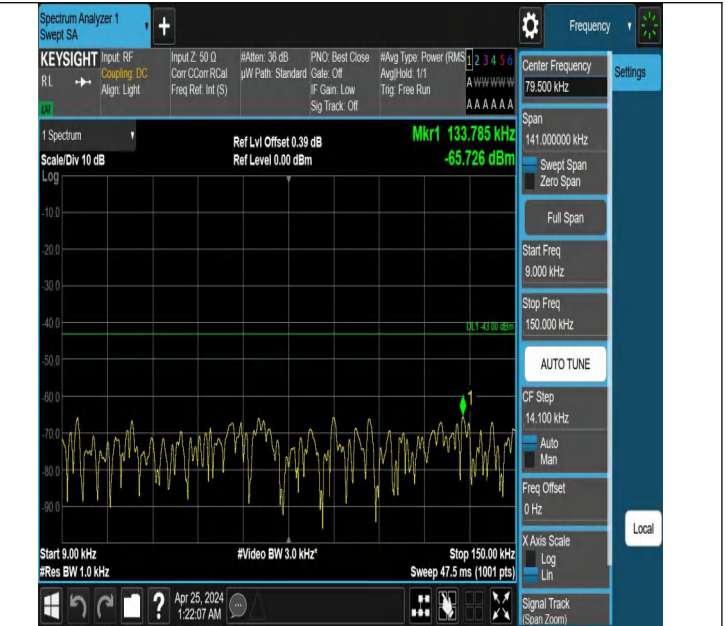 Spectrum Analyzer 1
Swept SA
+
KEYSIGHT
RL
Input: RF
Coupling: DC
Align: Light
Input Z: 50 Ω
Corr CCorr RCal
Freq Ref: Int (S)
#Atten: 36 dB
µW Path: Standard
PNO: Best Close
Gate: Off
IF Gain: Low
Sig Track: Off
#Avg Type: Power (RMS
Avg|Hold: 1/1
Trig: Free Run
1 2 3 4 5 6
A W W W W W
A A A A A A
1 Spectrum
Scale/Div 10 dB
Log
Ref Lvl Offset 0.39 dB
Ref Level 0.00 dBm
Mkr1 133.785 kHz
-65.726 dBm
-10.0
-20.0
-30.0
-40.0
DL1 -43.00 dBm
-50.0
-60.0
1
-70.0
-80.0
-90.0
Start 9.00 kHz
#Res BW 1.0 kHz
#Video BW 3.0 kHz*
Stop 150.00 kHz
Sweep 47.5 ms (1001 pts)
?
Apr 25, 2024
1:22:07 AM
Frequency
Settings
Center Frequency
79.500 kHz
Span
141.000000 kHz
Swept Span
Zero Span
Full Span
Start Freq
9.000 kHz
Stop Freq
150.000 kHz
AUTO TUNE
CF Step
14.100 kHz
Auto
Man
Freq Offset
0 Hz
X Axis Scale
Log
Lin
Signal Track
(Span Zoom)
Local